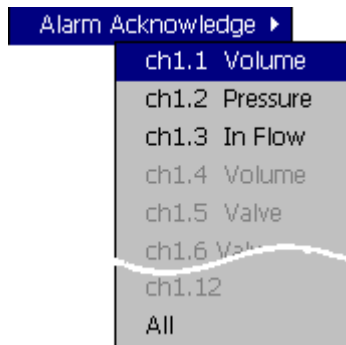 Alarm Acknowledge
ch1.1 Volume
ch1.2 Pressure
ch1.3 In Flow
ch1.4 Volume
ch1.5 Valve
ch1.6
ch1.12
All